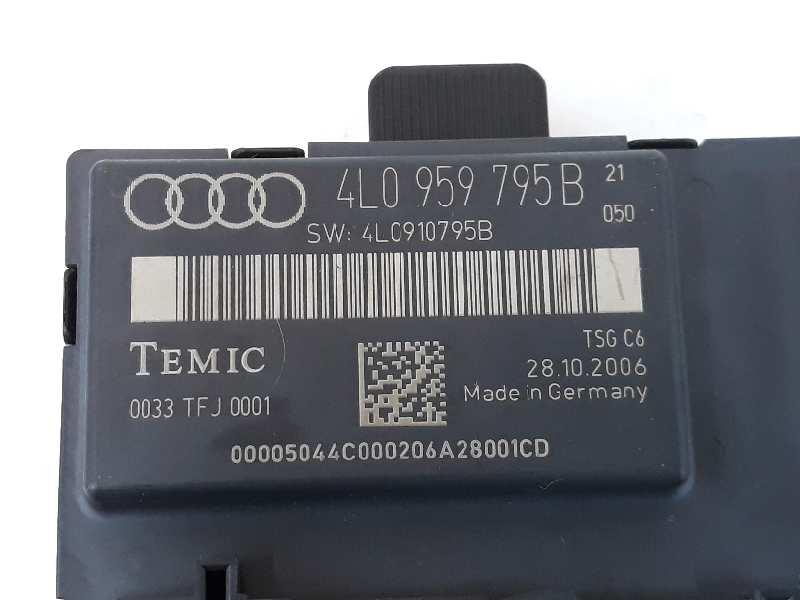 4L0 959 795B 21
050
SW: 4L0910795B
TEMIC
TSG C6
28.10.2006
0033 TFJ 0001
Made in Germany
00005044C000206A28001CD